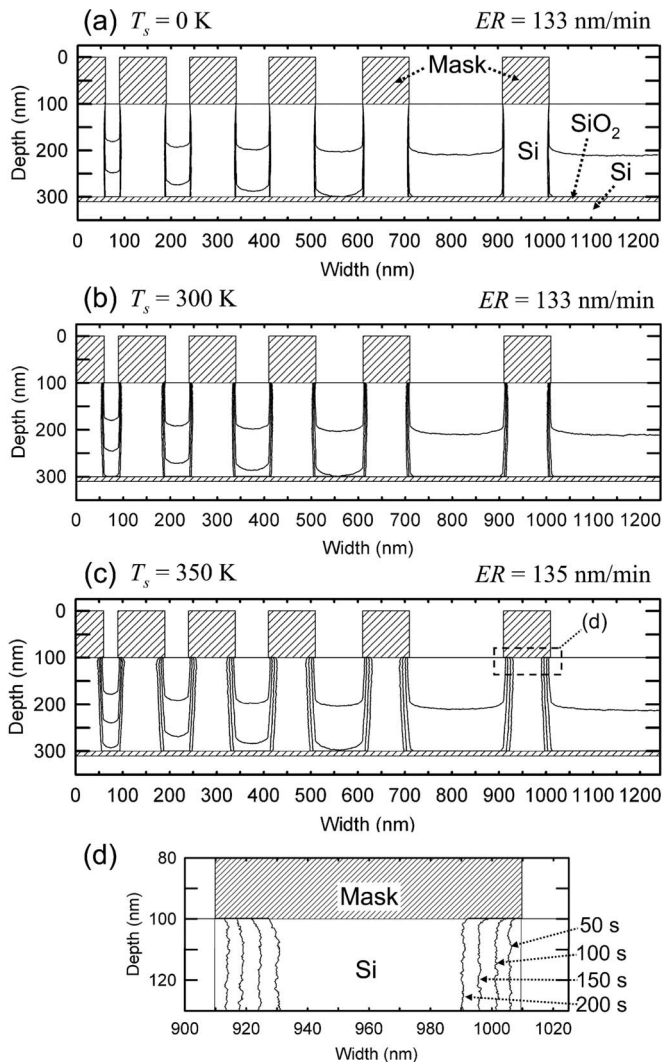 (a) Tₛ = 0 K ER = 133 nm/min
0
100
200
300
Depth (nm)
Mask
SiO₂
Si
Si
0 100 200 300 400 500 600 700 800 900 1000 1100 1200
Width (nm)
(b) Tₛ = 300 K ER = 133 nm/min
0
100
200
300
Depth (nm)
0 100 200 300 400 500 600 700 800 900 1000 1100 1200
Width (nm)
(c) Tₛ = 350 K ER = 135 nm/min
0
100
200
300
Depth (nm)
(d)
0 100 200 300 400 500 600 700 800 900 1000 1100 1200
Width (nm)
(d)
80
100
120
Depth (nm)
Mask
Si
50 s
100 s
150 s
200 s
900 920 940 960 980 1000 1020
Width (nm)